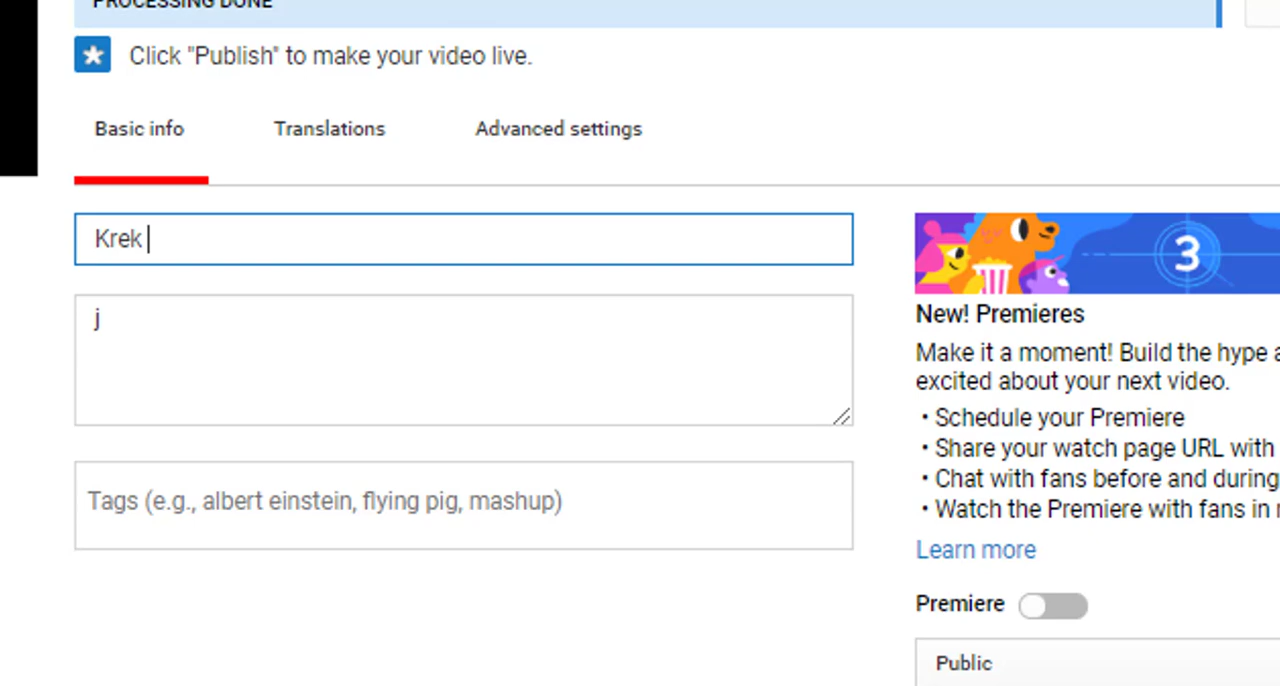 PROCESSING DONE
Click "Publish" to make your video live.
Basic info Translations Advanced settings
Krek
j
Tags (e.g., albert einstein, flying pig, mashup)
3
New! Premieres
Make it a moment! Build the hype
excited about your next video.
• Schedule your Premiere
• Share your watch page URL with
• Chat with fans before and during
• Watch the Premiere with fans in
Learn more
Premiere
Public